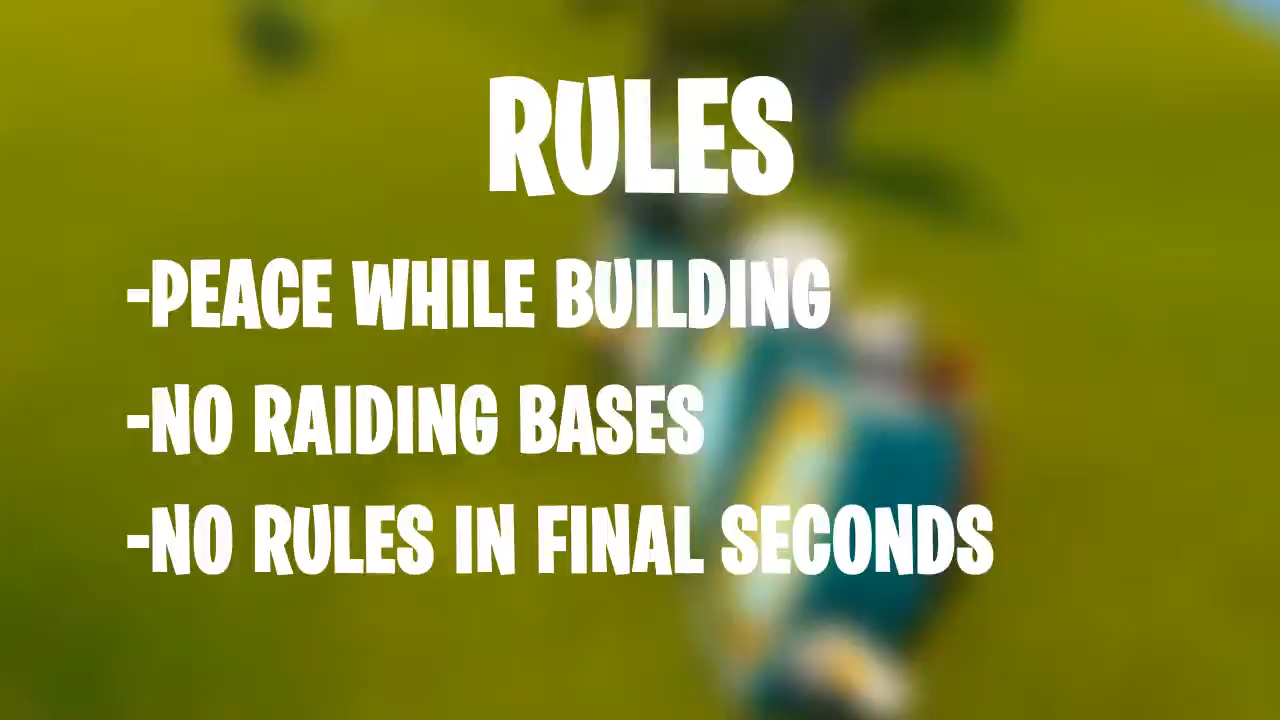 RULES
-PEACE WHILE BUILDING
-NO RAIDING BASES
-NO RULES IN FINAL SECONDS